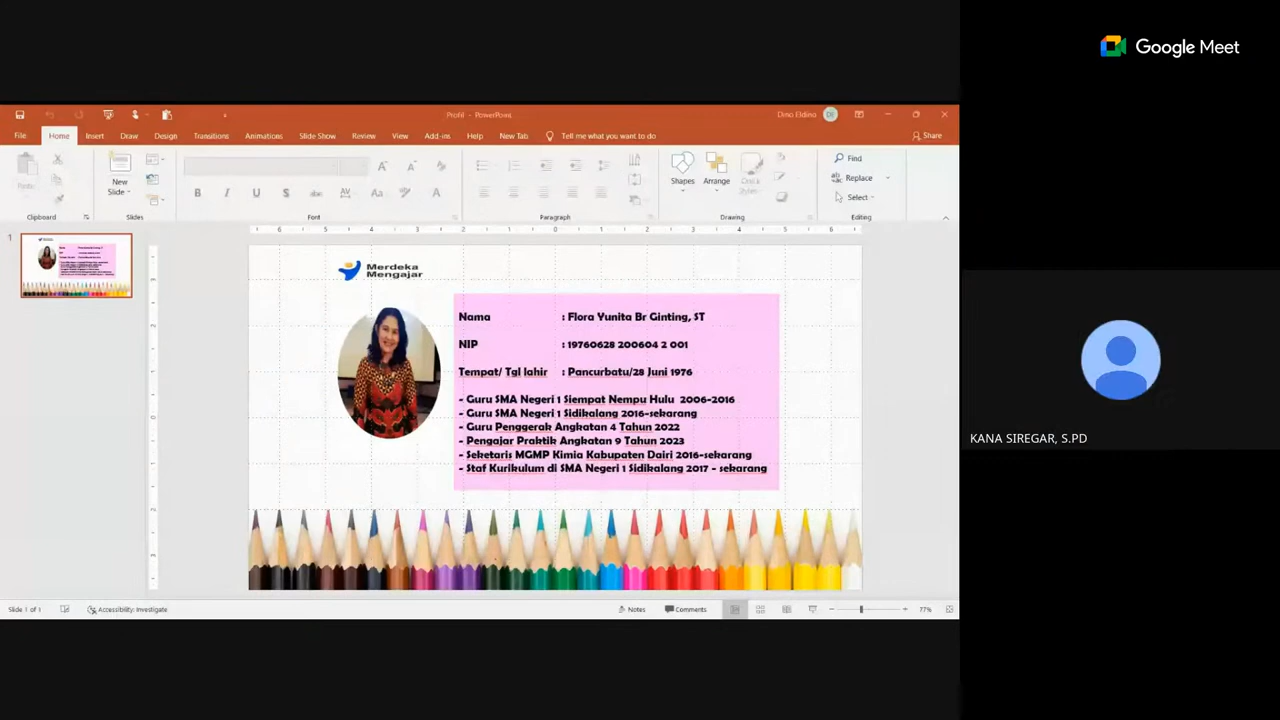 Google Meet
Profil - PowerPoint
Dino Eldino
DE
File Home Insert Draw Design Transitions Animations Slide Show Review View Add-ins Help New Tab Tell me what you want to do Share
Paste
New Slide
Shapes
Arrange
Quick Styles
Find
Replace
Select
Clipboard Slides Font Paragraph Drawing Editing
1
Merdeka
Mengajar
Nama : Flora Yunita Br Ginting, ST
NIP : 19760628 200604 2 001
Tempat/ Tgl lahir : Pancurbatu/28 Juni 1976
- Guru SMA Negeri 1 Siempat Nempu Hulu 2006-2016
- Guru SMA Negeri 1 Sidikalang 2016-sekarang
- Guru Penggerak Angkatan 4 Tahun 2022
- Pengajar Praktik Angkatan 9 Tahun 2023
- Seketaris MGMP Kimia Kabupaten Dairi 2016-sekarang
- Staf Kurikulum di SMA Negeri 1 Sidikalang 2017 - sekarang
KANA SIREGAR, S.PD
Slide 1 of 1 Accessibility: Investigate Notes Comments 77%